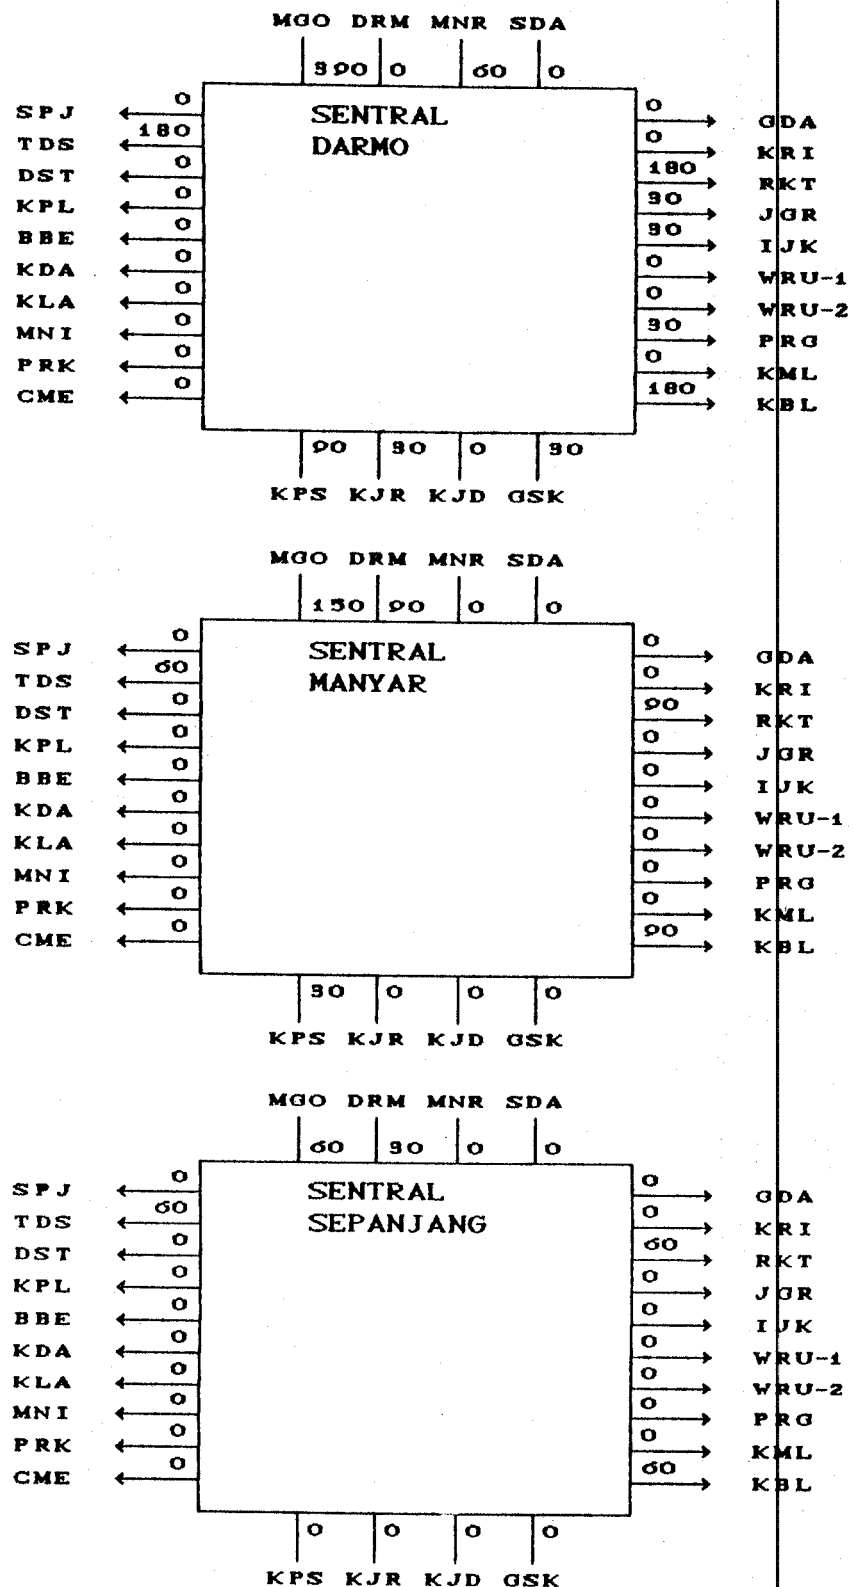 MGO DRM MNR SDA
390 0 60 0
SENTRAL
DARMO
SPJ 0
TDS 180
DST 0
KPL 0
BBE 0
KDA 0
KLA 0
MNI 0
PRK 0
CME 0
0 GDA
0 KRI
180 RKT
30 JGR
30 IJK
0 WRU-1
0 WRU-2
30 PRG
0 KML
180 KBL
90 30 0 30
KPS KJR KJD GSK
MGO DRM MNR SDA
150 90 0 0
SENTRAL
MANYAR
SPJ 0
TDS 60
DST 0
KPL 0
BBE 0
KDA 0
KLA 0
MNI 0
PRK 0
CME 0
0 GDA
0 KRI
90 RKT
0 JGR
0 IJK
0 WRU-1
0 WRU-2
0 PRG
0 KML
90 KBL
30 0 0 0
KPS KJR KJD GSK
MGO DRM MNR SDA
60 30 0 0
SENTRAL
SEPANJANG
SPJ 0
TDS 60
DST 0
KPL 0
BBE 0
KDA 0
KLA 0
MNI 0
PRK 0
CME 0
0 GDA
0 KRI
60 RKT
0 JGR
0 IJK
0 WRU-1
0 WRU-2
0 PRG
0 KML
60 KBL
0 0 0 0
KPS KJR KJD GSK